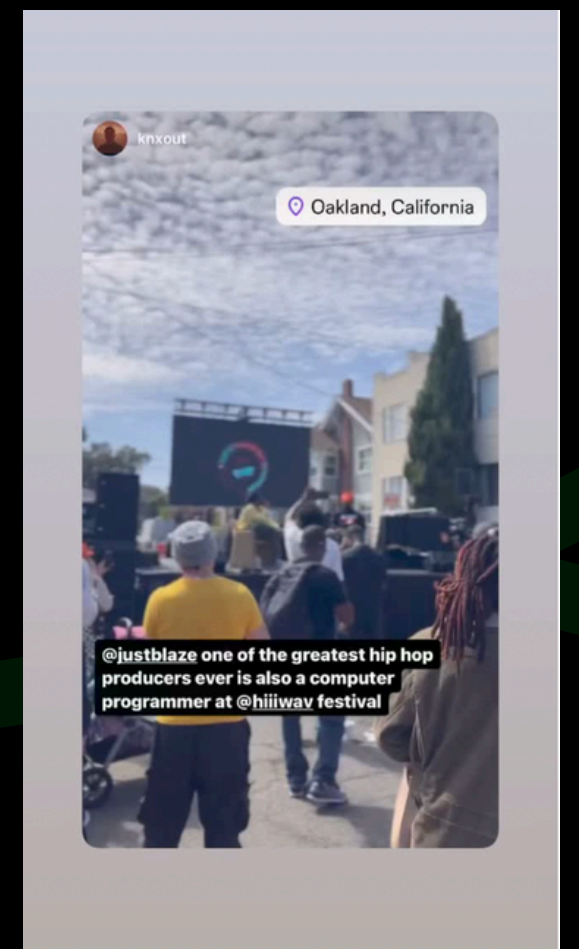 knxout
Oakland, California
@justblaze one of the greatest hip hop
producers ever is also a computer
programmer at @hiiiwav festival